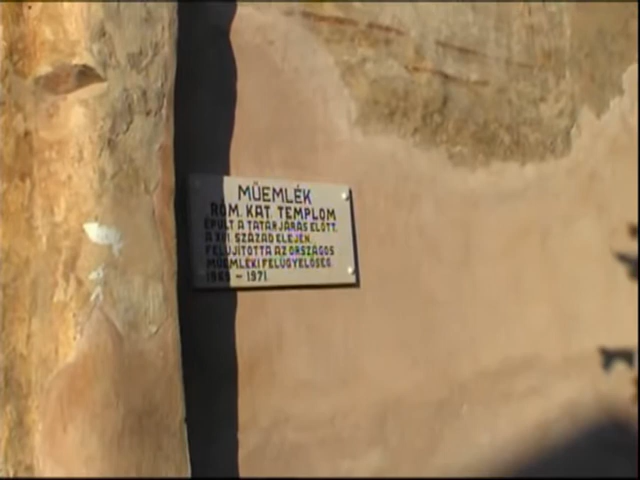 MŰEMLÉK
RÓM. KAT. TEMPLOM
ÉPÜLT A TATÁRJÁRÁS ELŐTT,
A XIII. SZÁZAD ELEJÉN.
FELÚJÍTOTTA AZ ORSZÁGOS
MŰEMLÉKI FELÜGYELŐSÉG
1969 – 1971.